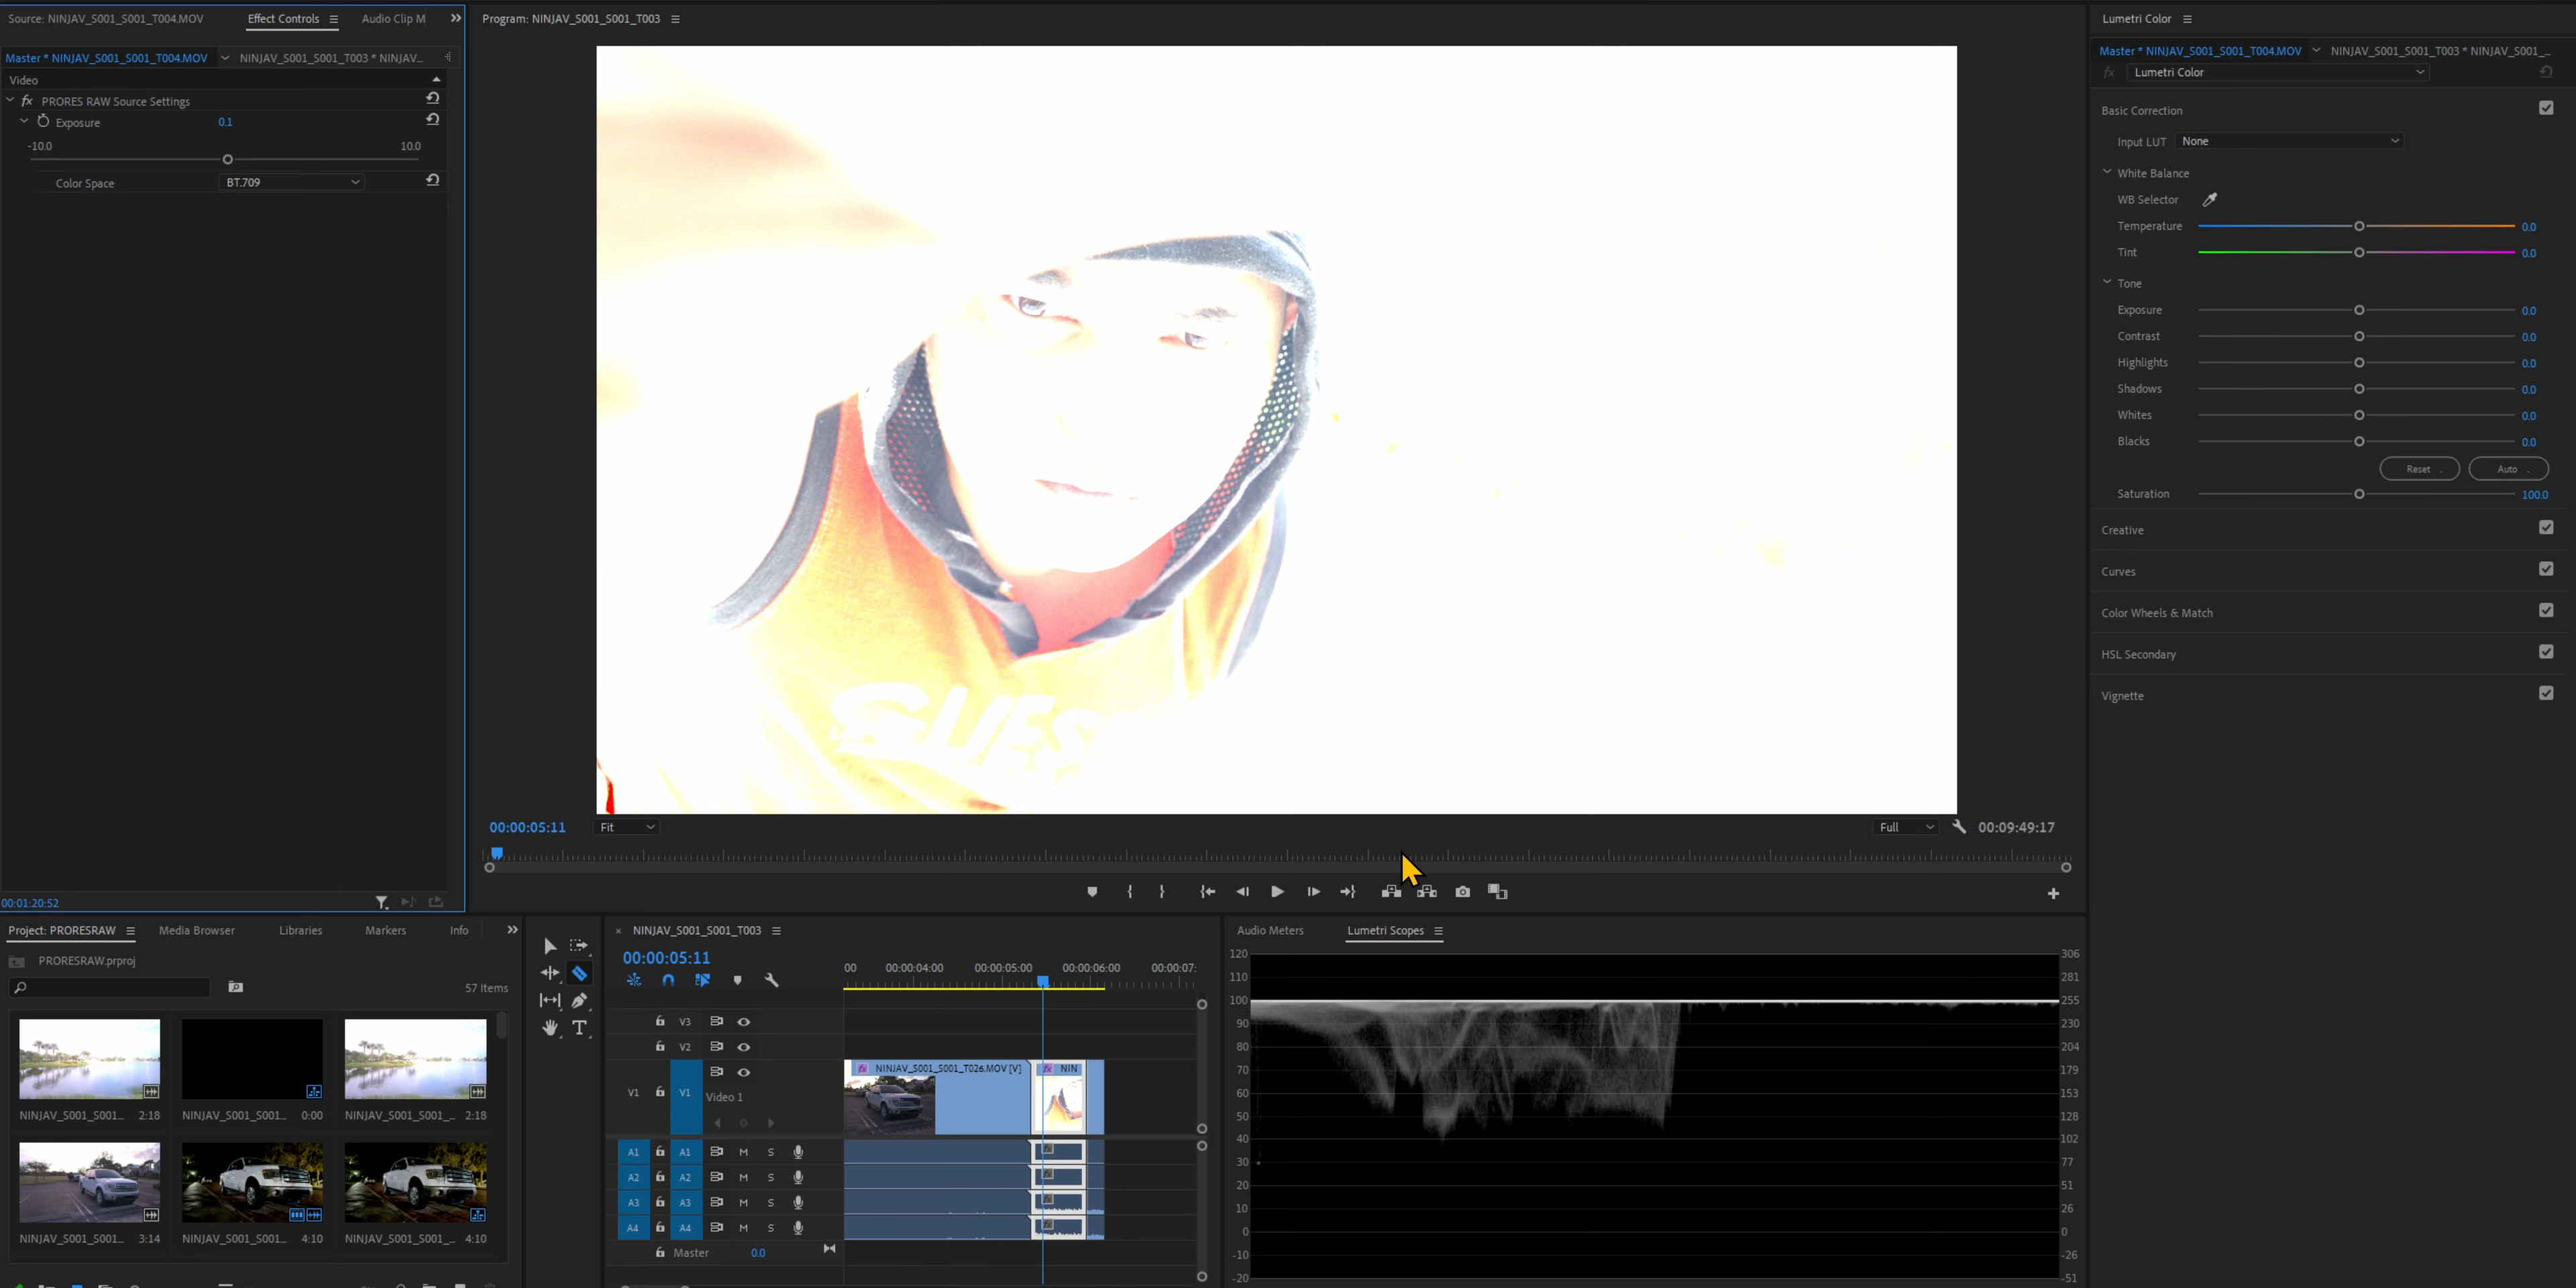 Source: NINJAV_S001_S001_T004.MOV
Effect Controls
Audio Clip M
Master * NINJAV_S001_S001_T004.MOV
NINJAV_S001_S001_T003 * NINJAV...
Video
fx PRORES RAW Source Settings
Exposure 0.1
-10.0 10.0
Color Space BT.709
00:01:20:52
Program: NINJAV_S001_S001_T003
GUES
00:00:05:11 Fit
Full 00:09:49:17
Lumetri Color
Master * NINJAV_S001_S001_T004.MOV
NINJAV_S001_S001_T003 * NINJAV_S001_...
fx Lumetri Color
Basic Correction
Input LUT None
White Balance
WB Selector
Temperature 0.0
Tint 0.0
Tone
Exposure 0.0
Contrast 0.0
Highlights 0.0
Shadows 0.0
Whites 0.0
Blacks 0.0
Reset Auto
Saturation 100.0
Creative
Curves
Color Wheels & Match
HSL Secondary
Vignette
Project: PRORESRAW Media Browser Libraries Markers Info
PRORESRAW.prproj
57 Items
NINJAV_S001_S001... 2:18
NINJAV_S001_S001... 0:00
NINJAV_S001_S001_... 2:18
NINJAV_S001_S001... 3:14
NINJAV_S001_S001... 4:10
NINJAV_S001_S001_... 4:10
T
× NINJAV_S001_S001_T003
00:00:05:11
00 00:00:04:00 00:00:05:00 00:00:06:00 00:00:07:
V3
V2
V1 V1
Video 1
fx NINJAV_S001_S001_T026.MOV [V]
fx NIN
A1 A1 M S
A2 A2 M S
A3 A3 M S
A4 A4 M S
Master 0.0
Audio Meters Lumetri Scopes
120 306
110 281
100 255
90 230
80 204
70 179
60 153
50 128
40 102
30 77
20 51
10 26
0 0
-10 -26
-20 -51